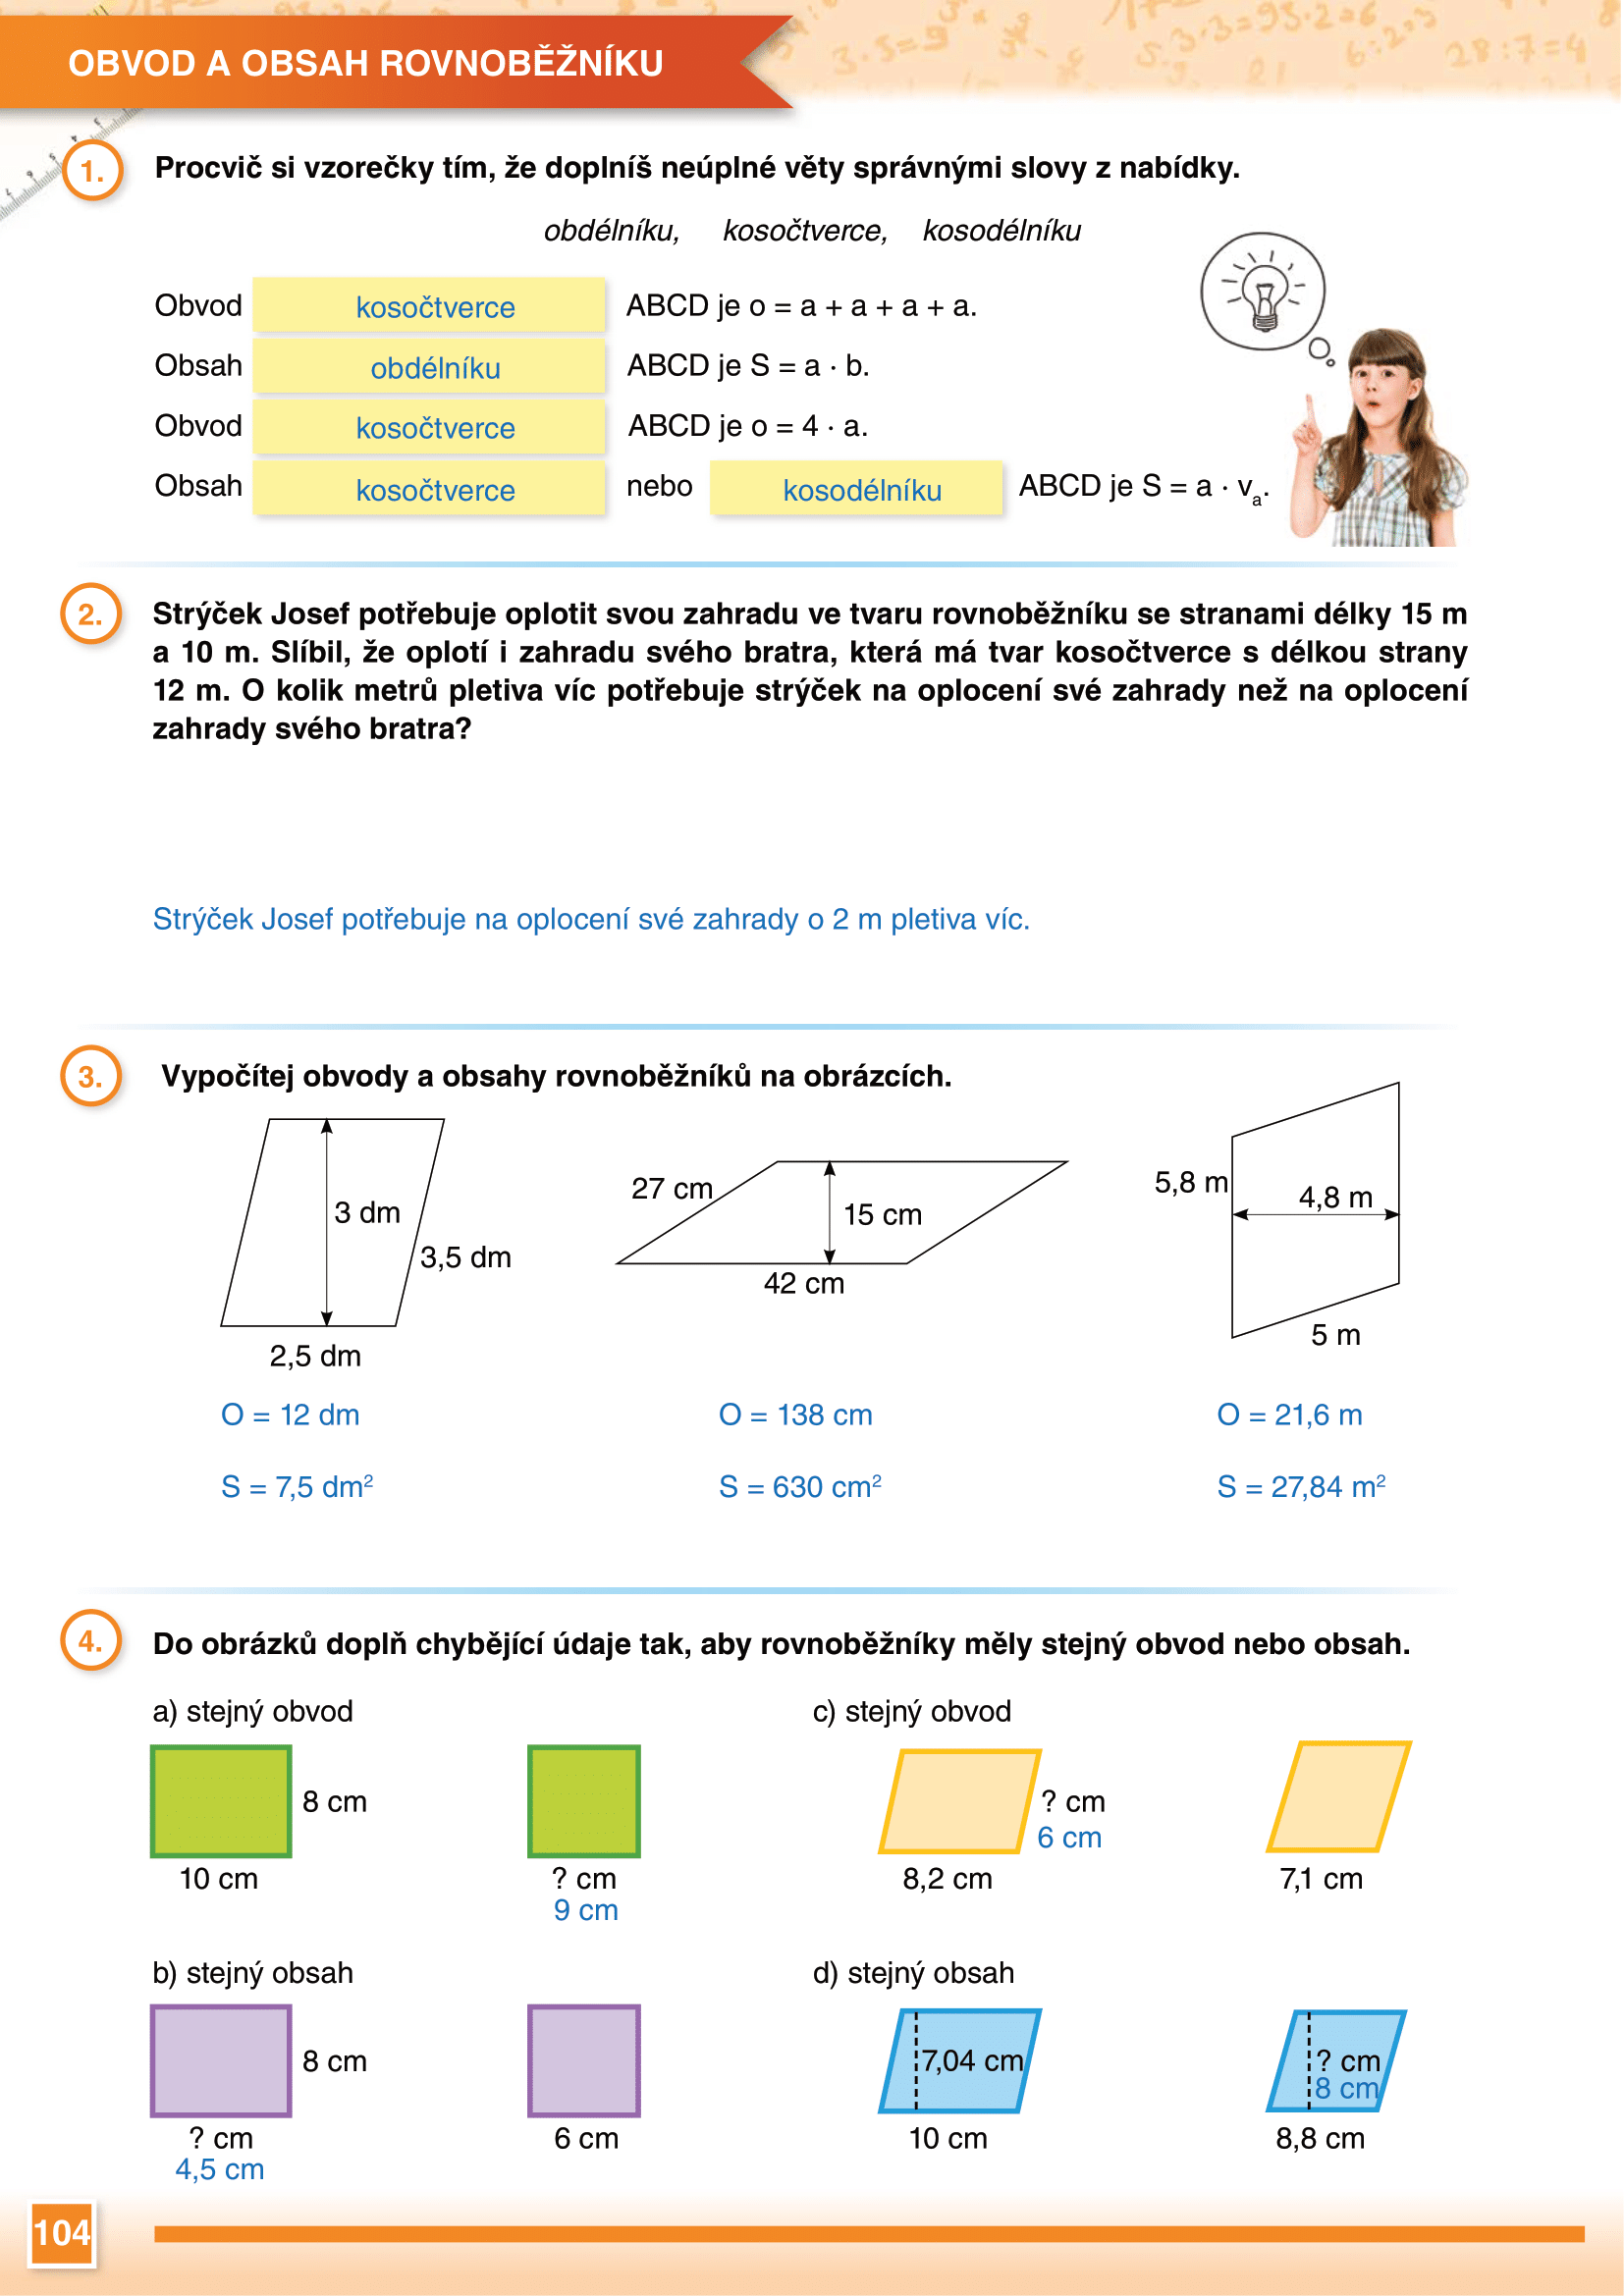 OBVOD A OBSAH ROVNOBĚŽNÍKU
1. Procvič si vzorečky tím, že doplníš neúplné věty správnými slovy z nabídky.
obdélníku, kosočtverce, kosodélníku
Obvod kosočtverce ABCD je o = a + a + a + a.
Obsah obdélníku ABCD je S = a · b.
Obvod kosočtverce ABCD je o = 4 · a.
Obsah kosočtverce nebo kosodélníku ABCD je S = a · vₐ.
2. Strýček Josef potřebuje oplotit svou zahradu ve tvaru rovnoběžníku se stranami délky 15 m
a 10 m. Slíbil, že oplotí i zahradu svého bratra, která má tvar kosočtverce s délkou strany
12 m. O kolik metrů pletiva víc potřebuje strýček na oplocení své zahrady než na oplocení
zahrady svého bratra?
Strýček Josef potřebuje na oplocení své zahrady o 2 m pletiva víc.
3. Vypočítej obvody a obsahy rovnoběžníků na obrázcích.
3 dm
3,5 dm
2,5 dm
27 cm
15 cm
42 cm
5,8 m
4,8 m
5 m
O = 12 dm O = 138 cm O = 21,6 m
S = 7,5 dm² S = 630 cm² S = 27,84 m²
4. Do obrázků doplň chybějící údaje tak, aby rovnoběžníky měly stejný obvod nebo obsah.
a) stejný obvod
8 cm
10 cm ? cm
9 cm
c) stejný obvod
? cm
6 cm
8,2 cm 7,1 cm
b) stejný obsah
8 cm
? cm 6 cm
4,5 cm
d) stejný obsah
7,04 cm ? cm
8 cm
10 cm 8,8 cm
104